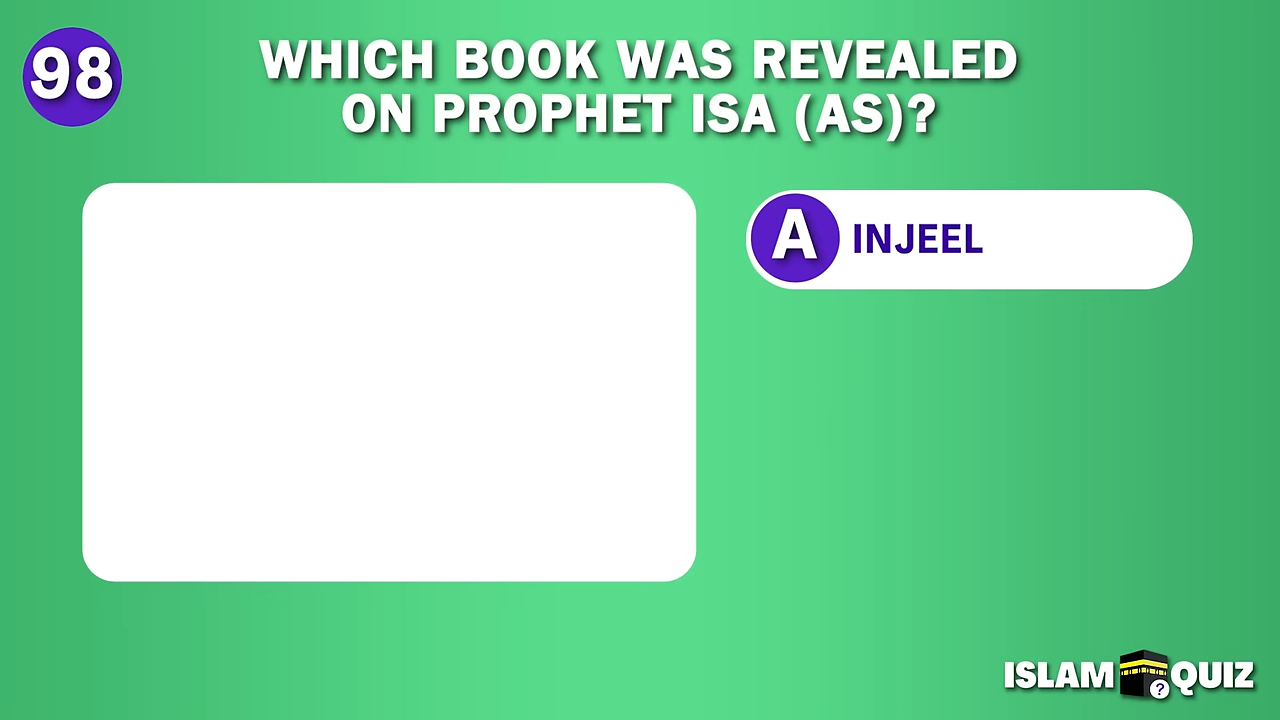 98
WHICH BOOK WAS REVEALED
ON PROPHET ISA (AS)?
A INJEEL
ISLAM ? QUIZ